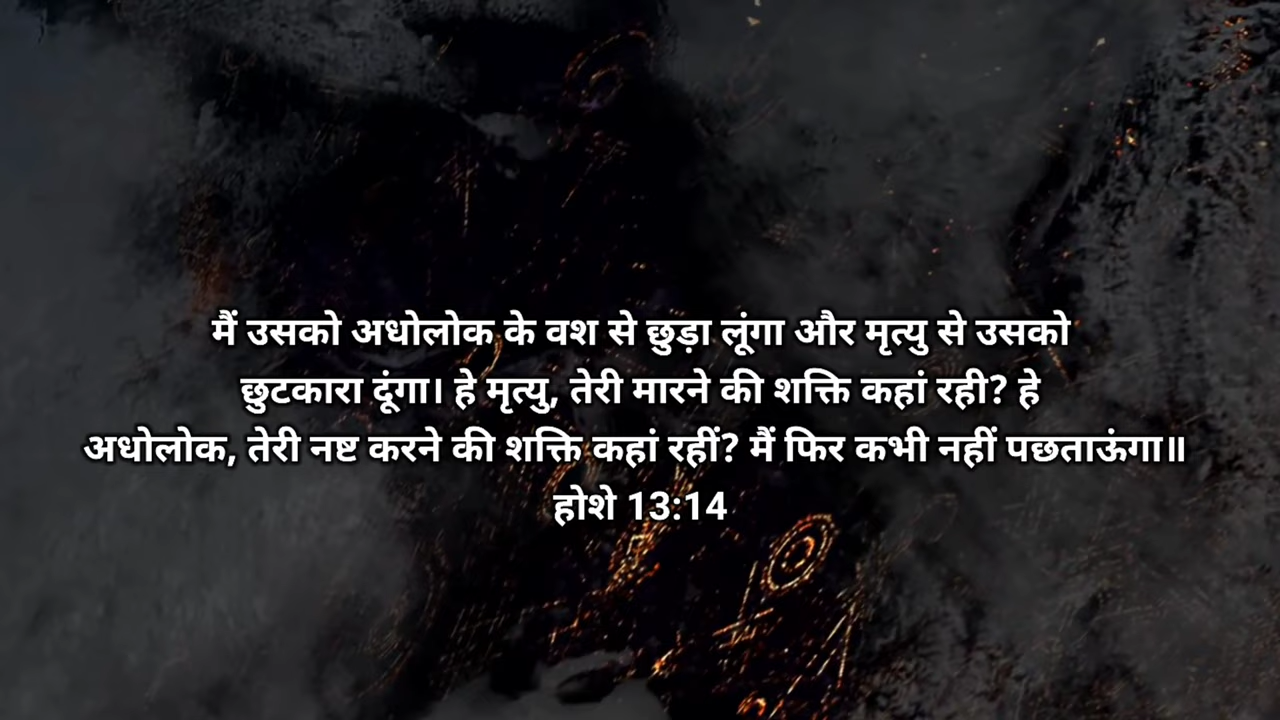 मैं उसको अधोलोक के वश से छुड़ा लूंगा और मृत्यु से उसको
छुटकारा दूंगा। हे मृत्यु, तेरी मारने की शक्ति कहां रही? हे
अधोलोक, तेरी नष्ट करने की शक्ति कहां रहीं? मैं फिर कभी नहीं पछताऊंगा॥
होशे 13:14